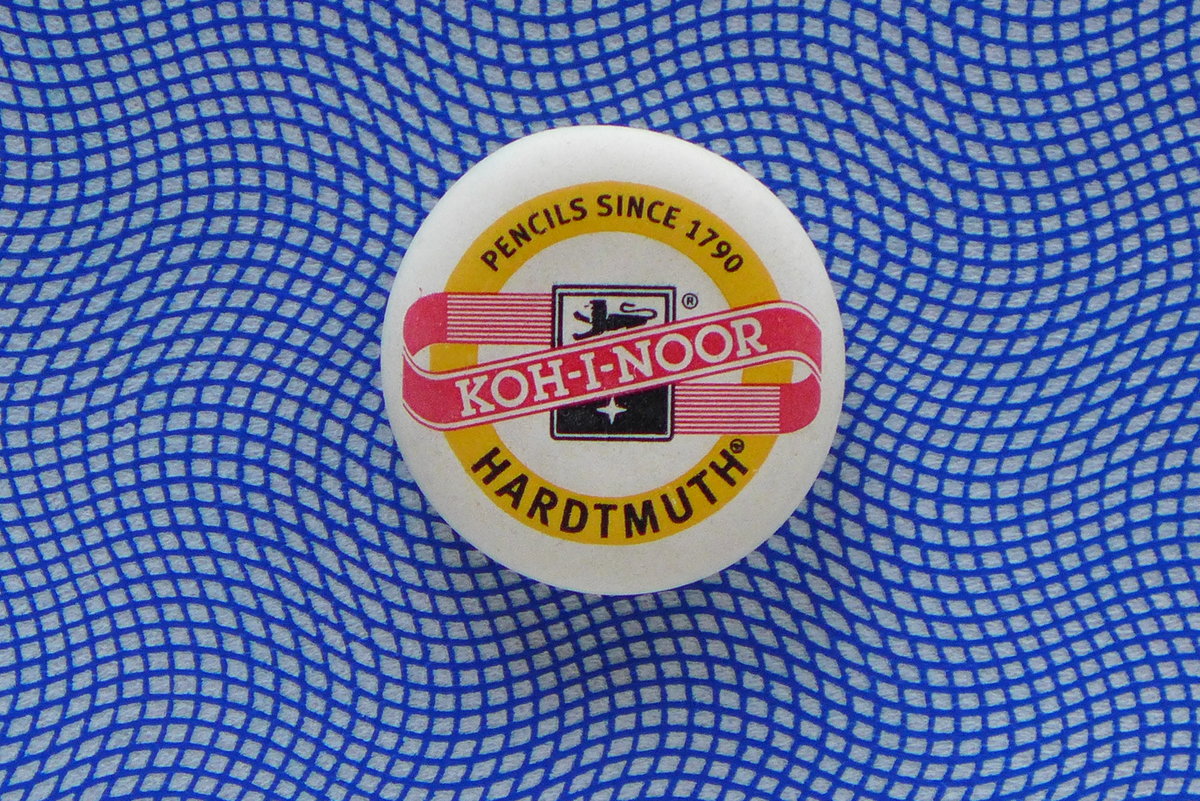 PENCILS SINCE 1790
®
KOH-I-NOOR
HARDTMUTH®